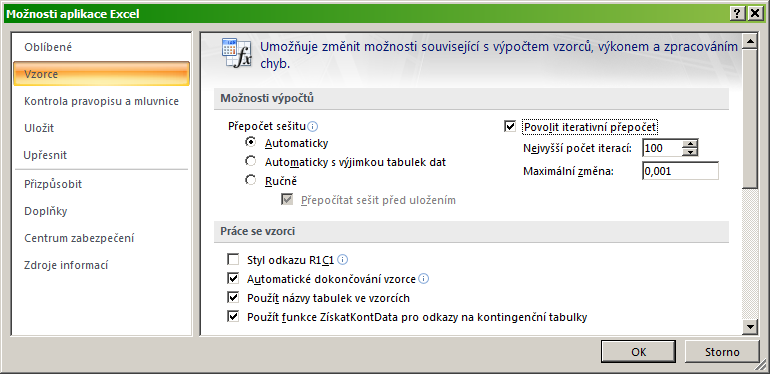 Možnosti aplikace Excel
Oblíbené
Vzorce
Kontrola pravopisu a mluvnice
Uložit
Upřesnit
Přizpůsobit
Doplňky
Centrum zabezpečení
Zdroje informací
Umožňuje změnit možnosti související s výpočtem vzorců, výkonem a zpracováním
chyb.
Možnosti výpočtů
Přepočet sešitu
Automaticky
Automaticky s výjimkou tabulek dat
Ručně
Přepočítat sešit před uložením
Povolit iterativní přepočet
Nejvyšší počet iterací: 100
Maximální změna: 0,001
Práce se vzorci
Styl odkazu R1C1
Automatické dokončování vzorce
Použít názvy tabulek ve vzorcích
Použít funkce ZískatKontData pro odkazy na kontingenční tabulky
OK
Storno